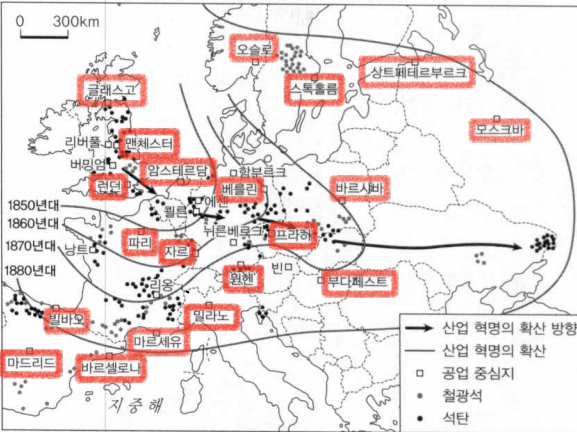 0 300km
오슬로
글래스고
스톡홀름
상트페테르부르크
모스크바
리버풀
맨체스터
버밍엄
암스테르담
함부르크
런던
베를린
바르샤바
쾰른
에센
1850년대
1860년대
1870년대
1880년대
파리
자르
뉘른베르크
프라하
낭트
뮌헨
빈
부다페스트
리옹
빌바오
밀라노
마르세유
마드리드
바르셀로나
지중해
산업 혁명의 확산 방향
산업 혁명의 확산
공업 중심지
철광석
석탄